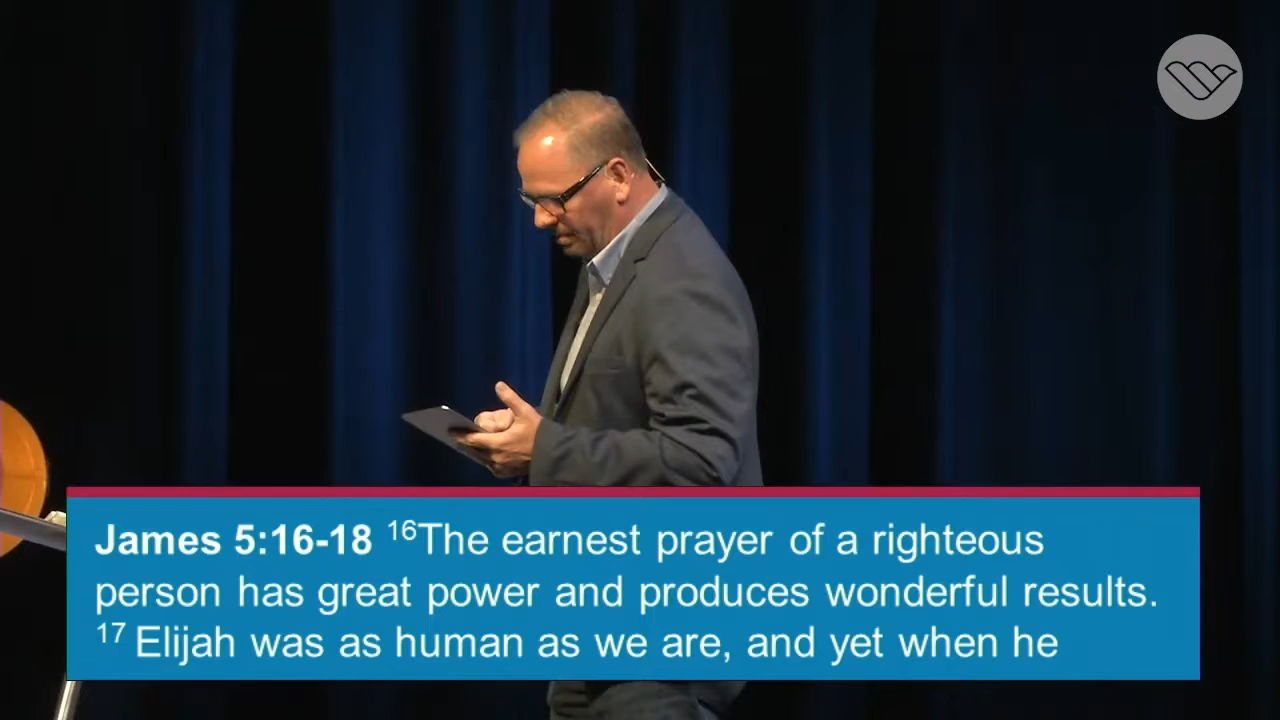 James 5:16-18 ¹⁶The earnest prayer of a righteous
person has great power and produces wonderful results.
¹⁷ Elijah was as human as we are, and yet when he